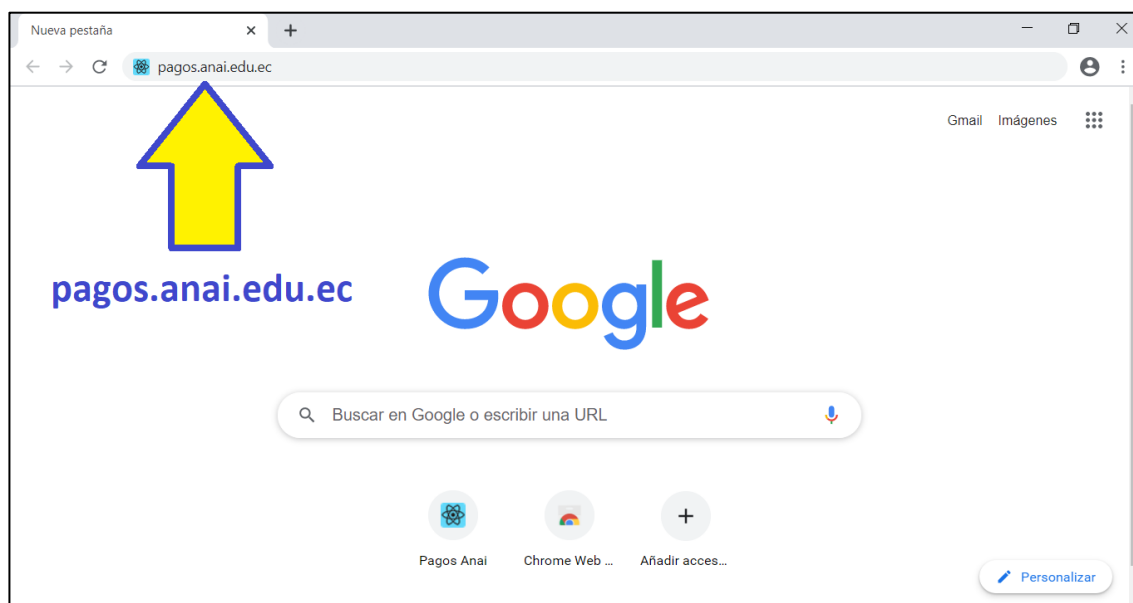 Nueva pestaña
pagos.anai.edu.ec
Gmail Imágenes
pagos.anai.edu.ec
Google
Buscar en Google o escribir una URL
Pagos Anai
Chrome Web ...
Añadir acces...
Personalizar